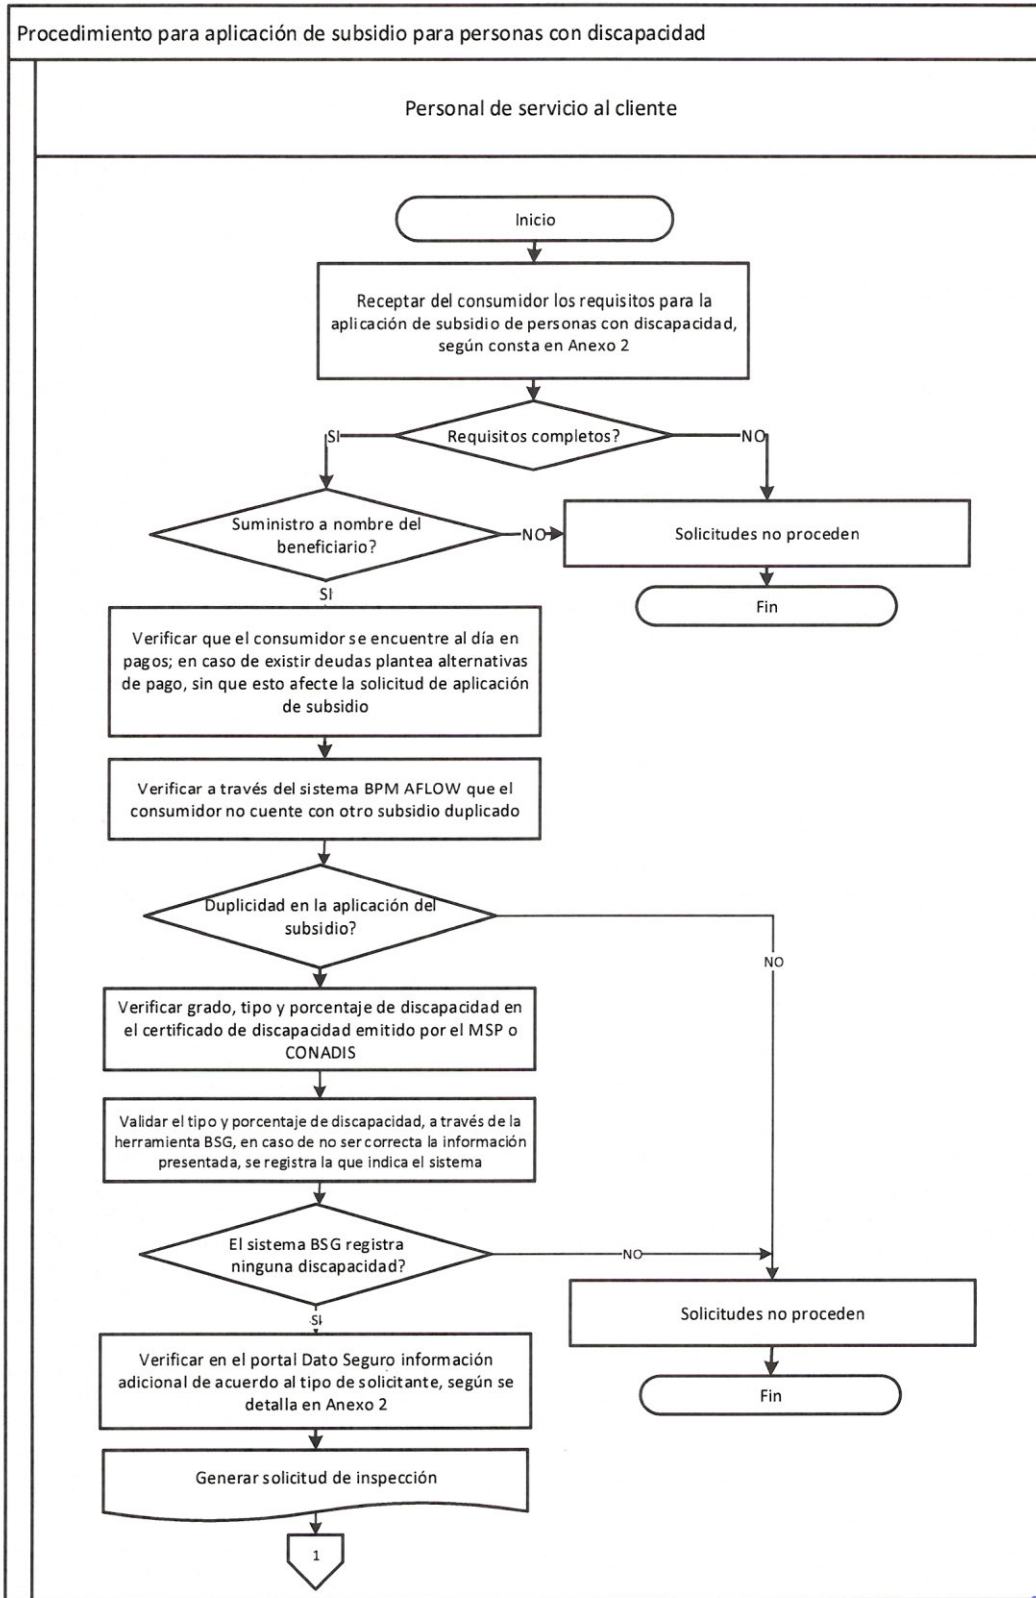 Procedimiento para aplicación de subsidio para personas con discapacidad
Personal de servicio al cliente
Inicio
Receptar del consumidor los requisitos para la
aplicación de subsidio de personas con discapacidad,
según consta en Anexo 2
Requisitos completos?
SI
NO
Suministro a nombre del
beneficiario?
NO
Solicitudes no proceden
Fin
SI
Verificar que el consumidor se encuentre al día en
pagos; en caso de existir deudas plantea alternativas
de pago, sin que esto afecte la solicitud de aplicación
de subsidio
Verificar a través del sistema BPM AFLOW que el
consumidor no cuente con otro subsidio duplicado
Duplicidad en la aplicación del
subsidio?
NO
Verificar grado, tipo y porcentaje de discapacidad en
el certificado de discapacidad emitido por el MSP o
CONADIS
Validar el tipo y porcentaje de discapacidad, a través de la
herramienta BSG, en caso de no ser correcta la información
presentada, se registra la que indica el sistema
El sistema BSG registra
ninguna discapacidad?
NO
Solicitudes no proceden
Fin
SI
Verificar en el portal Dato Seguro información
adicional de acuerdo al tipo de solicitante, según se
detalla en Anexo 2
Generar solicitud de inspección
1